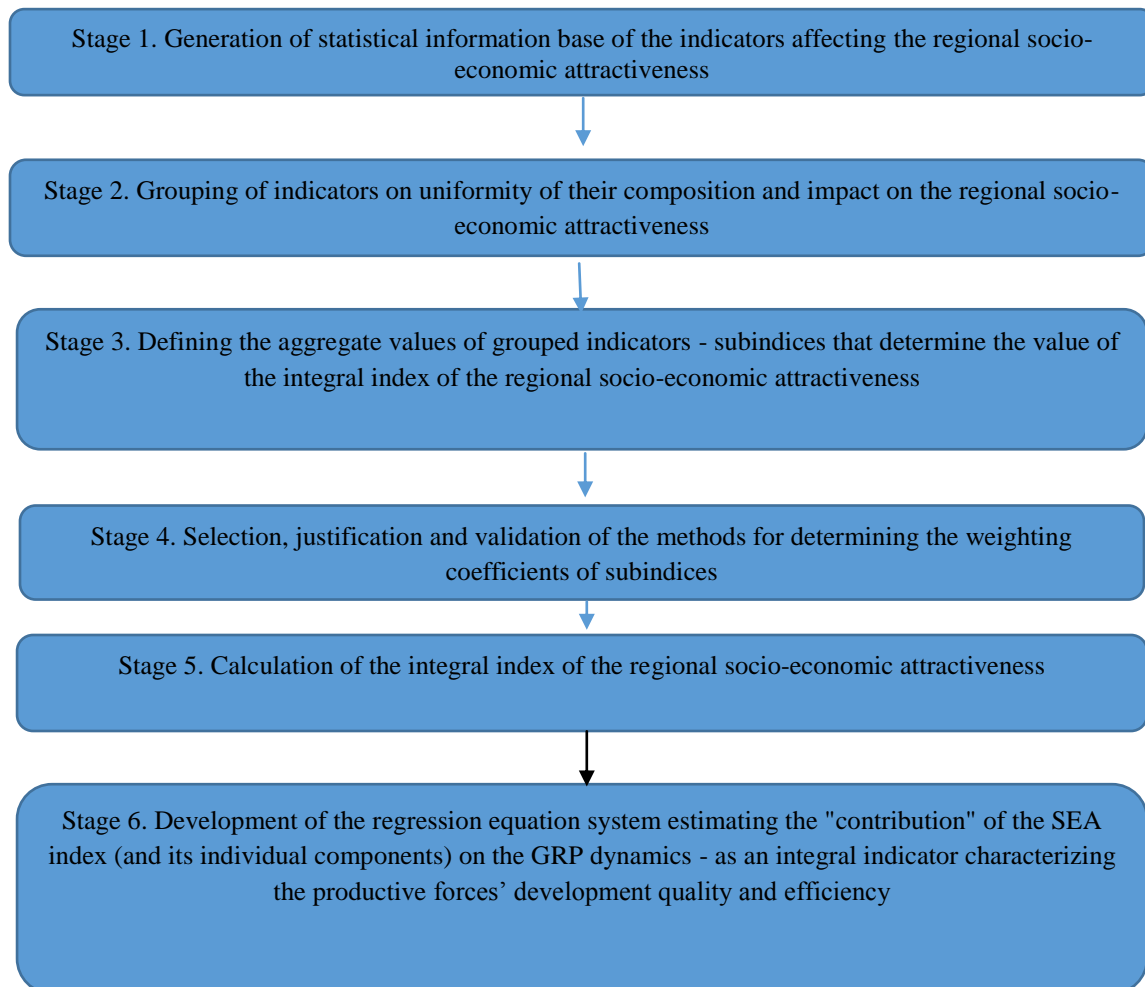 Stage 1. Generation of statistical information base of the indicators affecting the regional socio-
economic attractiveness
Stage 2. Grouping of indicators on uniformity of their composition and impact on the regional socio-
economic attractiveness
Stage 3. Defining the aggregate values of grouped indicators - subindices that determine the value of
the integral index of the regional socio-economic attractiveness
Stage 4. Selection, justification and validation of the methods for determining the weighting
coefficients of subindices
Stage 5. Calculation of the integral index of the regional socio-economic attractiveness
Stage 6. Development of the regression equation system estimating the "contribution" of the SEA
index (and its individual components) on the GRP dynamics - as an integral indicator characterizing
the productive forces’ development quality and efficiency